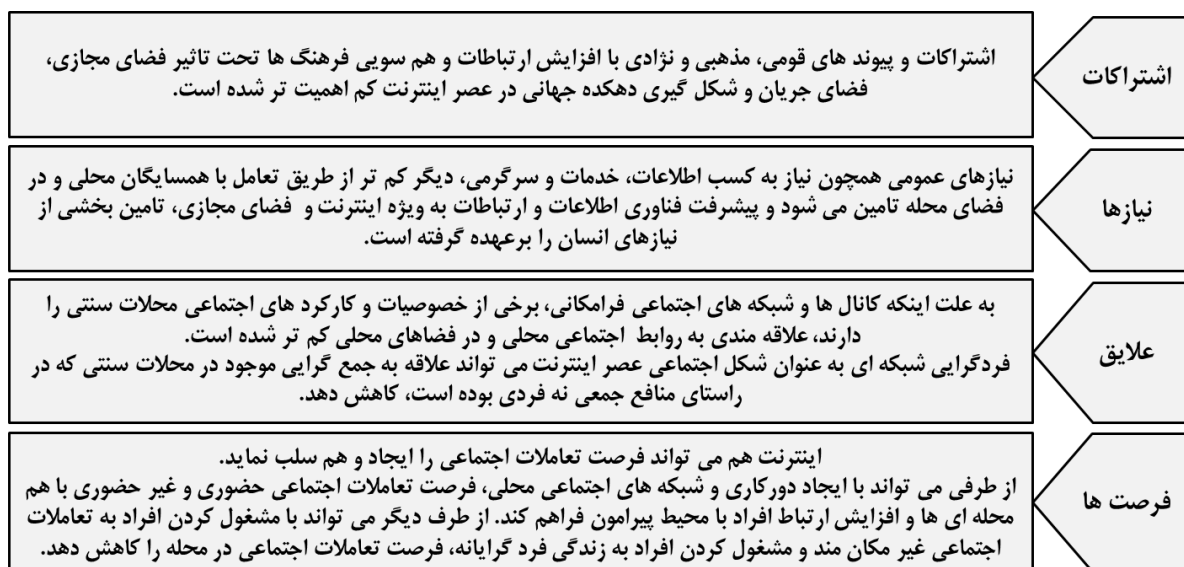 اشتراکات
اشتراکات و پیوند های قومی، مذهبی و نژادی با افزایش ارتباطات و هم سویی فرهنگ ها تحت تاثیر فضای مجازی،
فضای جریان و شکل گیری دهکده جهانی در عصر اینترنت کم اهمیت تر شده است.
نیازها
نیازهای عمومی همچون نیاز به کسب اطلاعات، خدمات و سرگرمی، دیگر کم تر از طریق تعامل با همسایگان محلی و در
فضای محله تامین می شود و پیشرفت فناوری اطلاعات و ارتباطات به ویژه اینترنت و فضای مجازی، تامین بخشی از
نیازهای انسان را برعهده گرفته است.
علایق
به علت اینکه کانال ها و شبکه های اجتماعی فرامکانی، برخی از خصوصیات و کارکرد های اجتماعی محلات سنتی را
دارند، علاقه مندی به روابط اجتماعی محلی و در فضاهای محلی کم تر شده است.
فردگرایی شبکه ای به عنوان شکل اجتماعی عصر اینترنت می تواند علاقه به جمع گرایی موجود در محلات سنتی که در
راستای منافع جمعی نه فردی بوده است، کاهش دهد.
فرصت ها
اینترنت هم می تواند فرصت تعاملات اجتماعی را ایجاد و هم سلب نماید.
از طرفی می تواند با ایجاد دورکاری و شبکه های اجتماعی محلی، فرصت تعاملات اجتماعی حضوری و غیر حضوری با هم
محله ای ها و افزایش ارتباط افراد با محیط پیرامون فراهم کند. از طرف دیگر می تواند با مشغول کردن افراد به تعاملات
اجتماعی غیر مکان مند و مشغول کردن افراد به زندگی فرد گرایانه، فرصت تعاملات اجتماعی در محله را کاهش دهد.